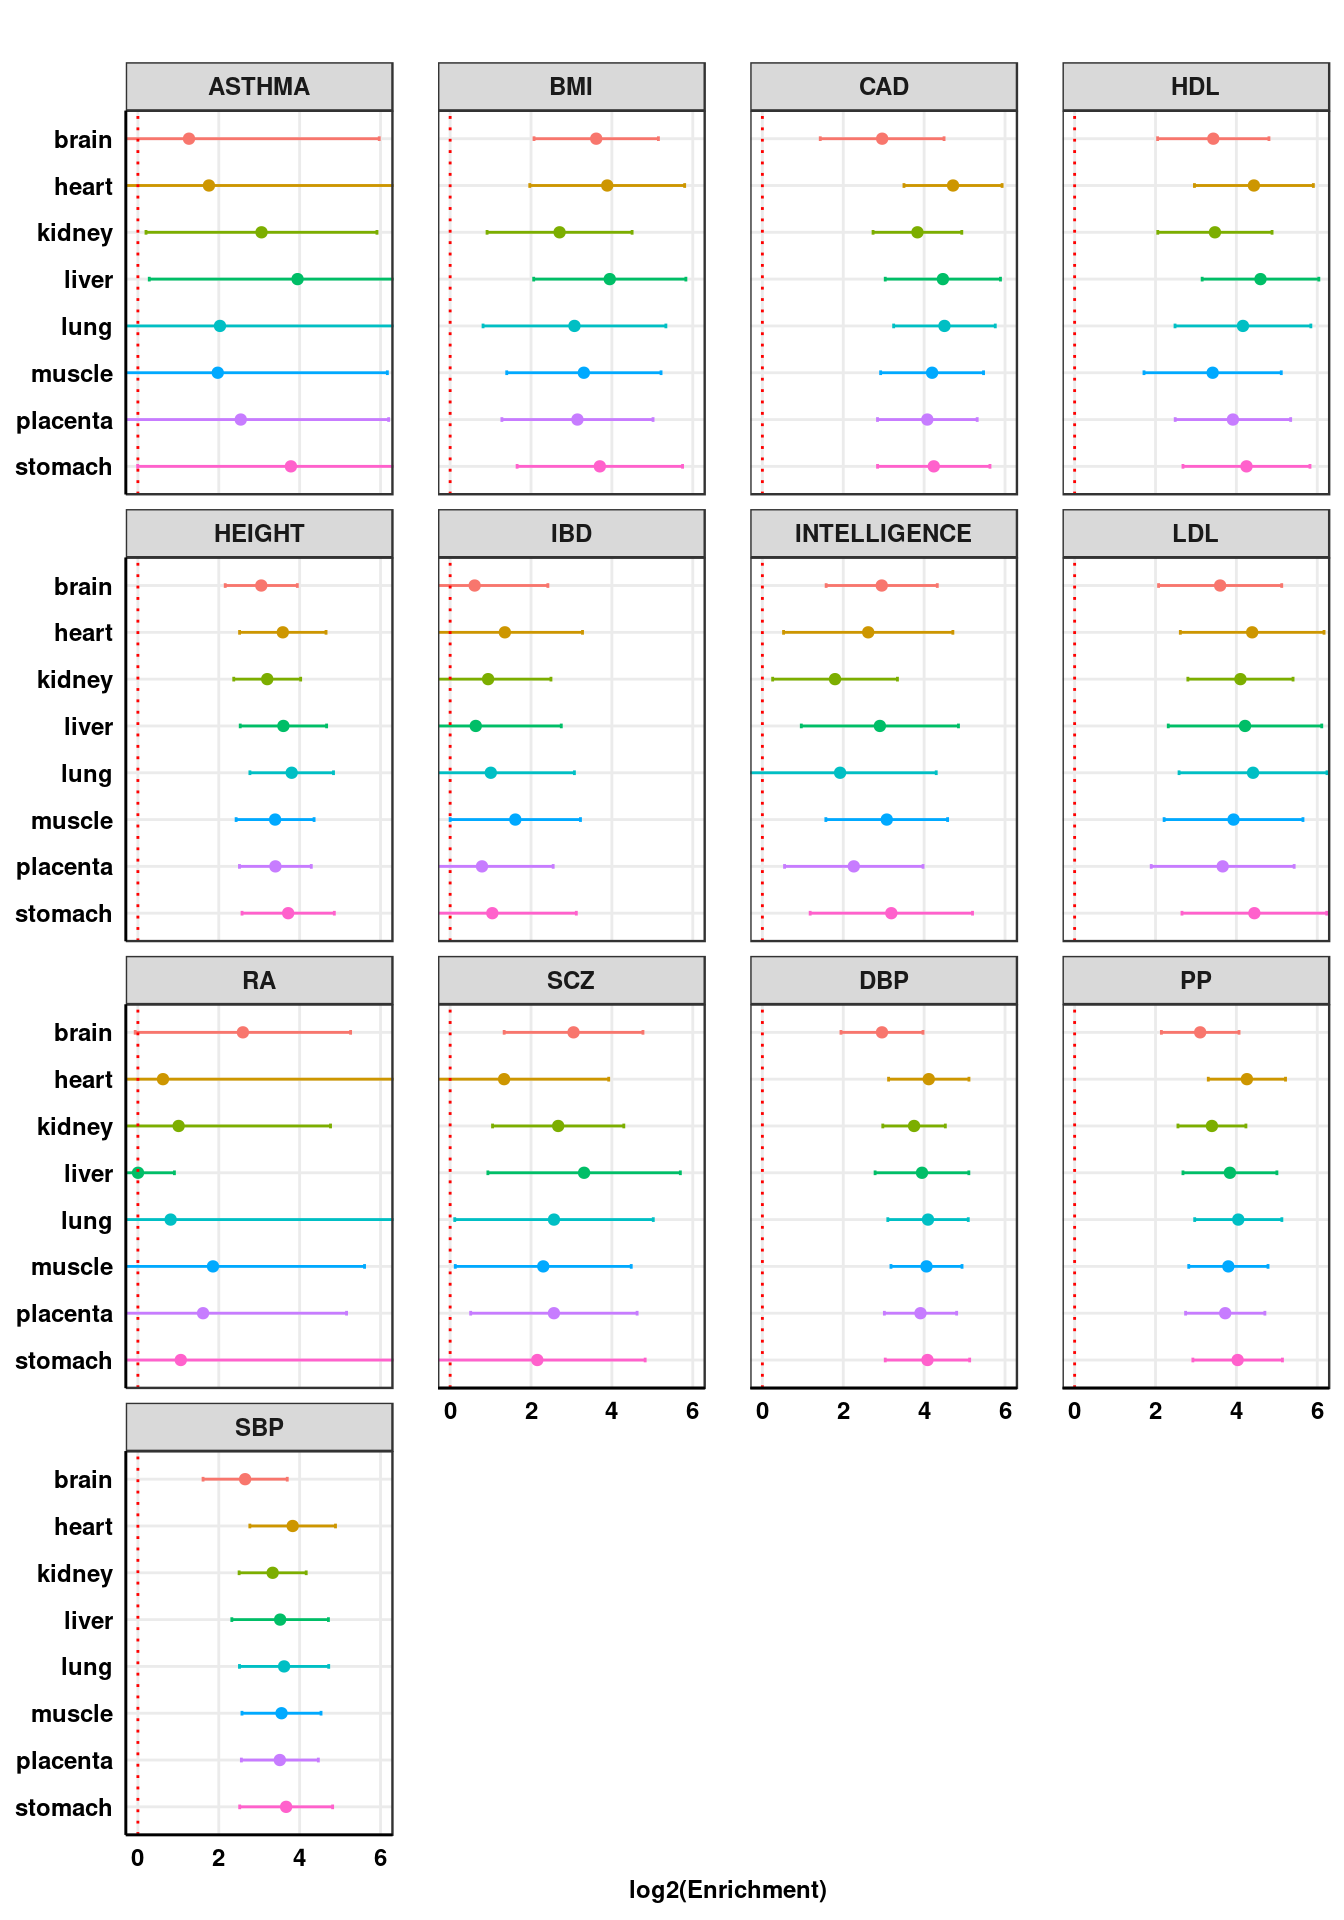 ASTHMA BMI CAD HDL
brain
heart
kidney
liver
lung
muscle
placenta
stomach
HEIGHT IBD INTELLIGENCE LDL
brain
heart
kidney
liver
lung
muscle
placenta
stomach
RA SCZ DBP PP
brain
heart
kidney
liver
lung
muscle
placenta
stomach
0 2 4 6 0 2 4 6 0 2 4 6
SBP
brain
heart
kidney
liver
lung
muscle
placenta
stomach
0 2 4 6
log2(Enrichment)